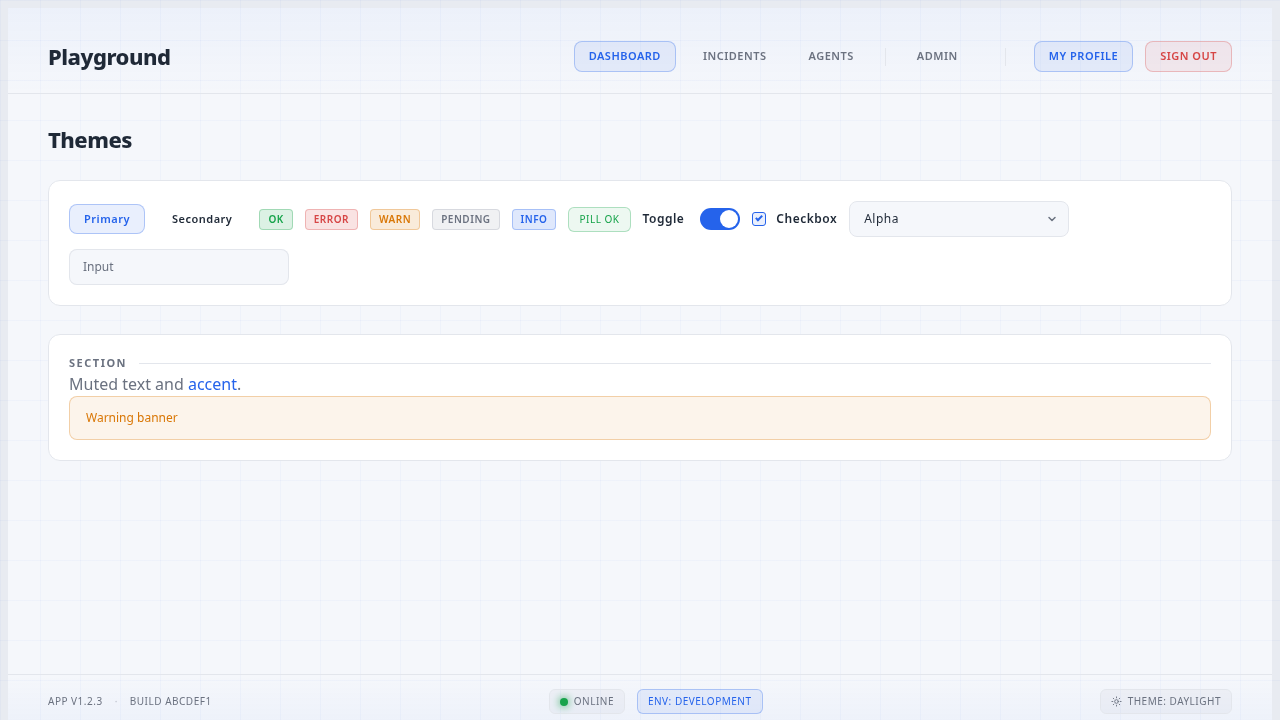 Playground
DASHBOARD INCIDENTS AGENTS ADMIN MY PROFILE SIGN OUT
Themes
Primary Secondary OK ERROR WARN PENDING INFO PILL OK Toggle Checkbox Alpha
Input
SECTION
Muted text and accent.
Warning banner
APP V1.2.3 · BUILD ABCDEF1 ONLINE ENV: DEVELOPMENT THEME: DAYLIGHT